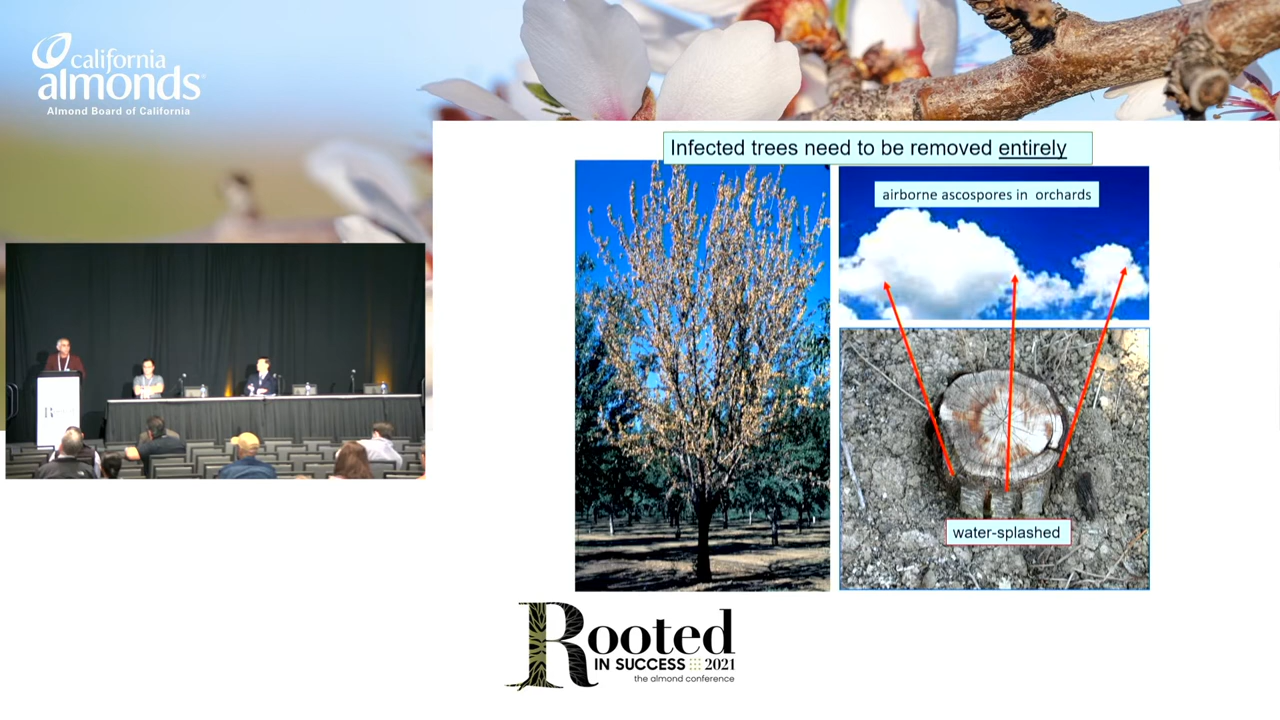 california
almonds
Almond Board of California
Infected trees need to be removed entirely
airborne ascospores in orchards
water-splashed
R
Rooted
IN SUCCESS 2021
the almond conference